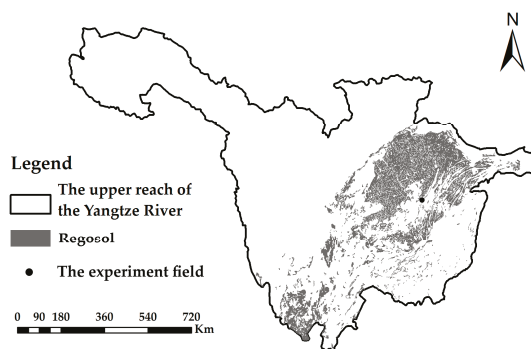 N
Legend
The upper reach of
the Yangtze River
Regosol
The experiment field
0 90 180 360 540 720
Km